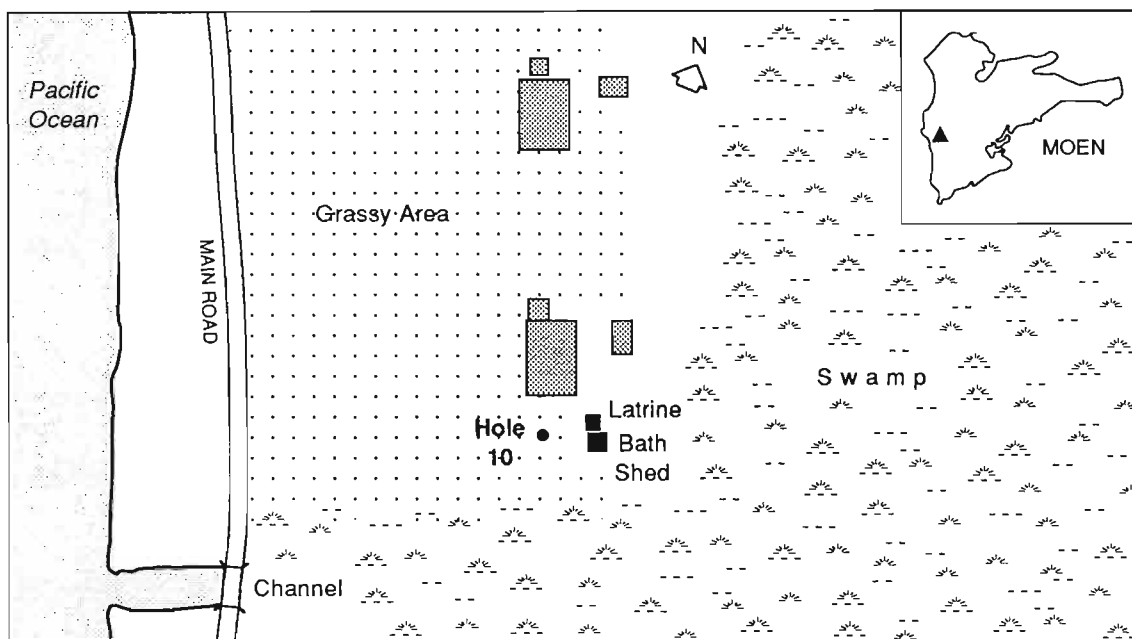 Pacific
Ocean
MAIN ROAD
Grassy Area
N
MOEN
Swamp
Hole
10
Latrine
Bath
Shed
Channel